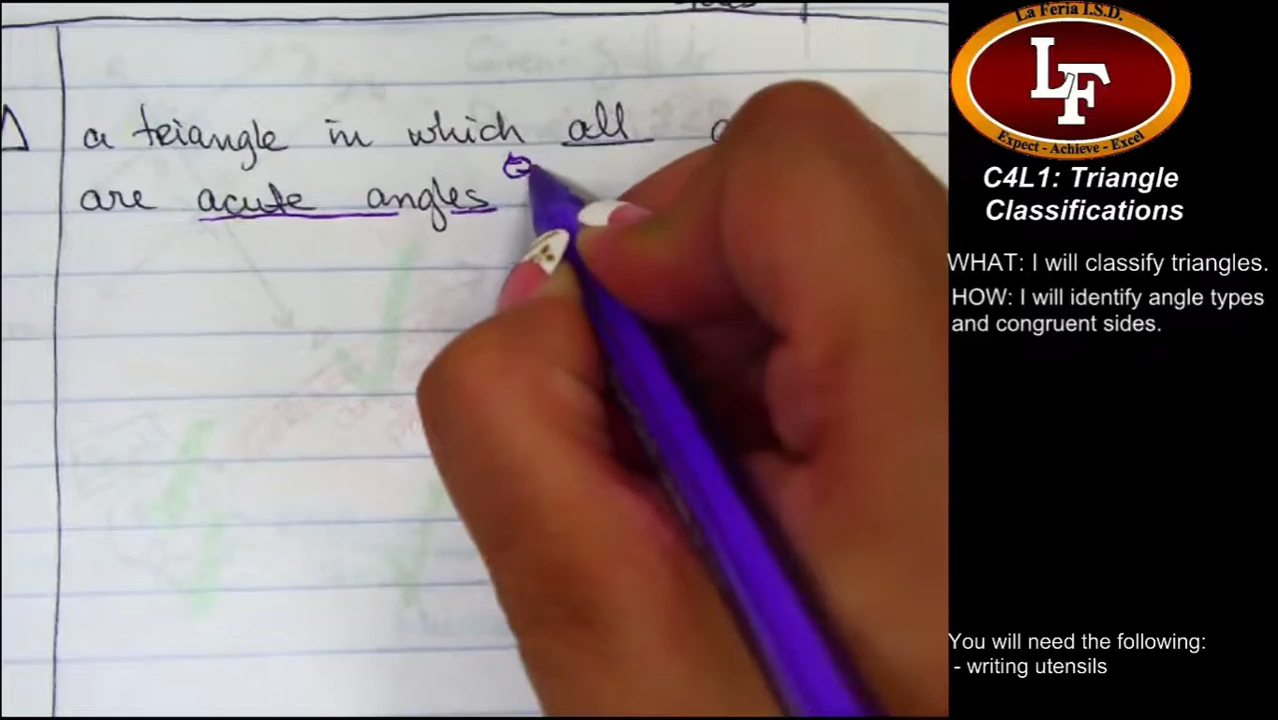 a triangle in which all
are acute angles
La Feria I.S.D.
LF
Expect - Achieve - Excel
C4L1: Triangle
Classifications
WHAT: I will classify triangles.
HOW: I will identify angle types
and congruent sides.
You will need the following:
- writing utensils